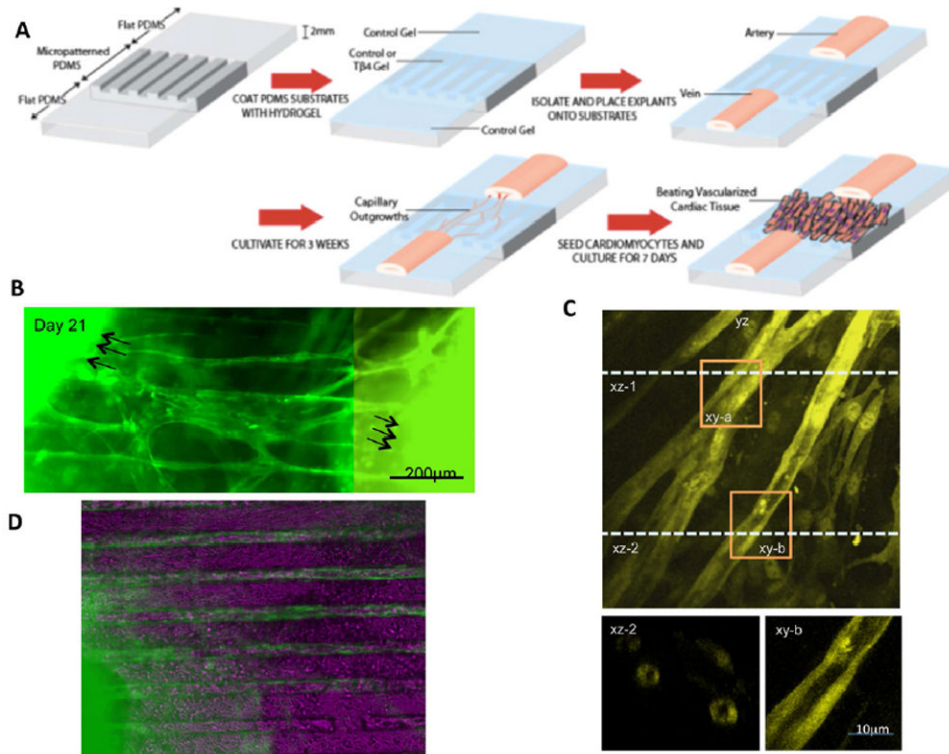 A
Flat PDMS
Micropatterned
PDMS
Flat PDMS
2mm
COAT PDMS SUBSTRATES
WITH HYDROGEL
Control Gel
Control or
Tβ4 Gel
Control Gel
ISOLATE AND PLACE EXPLANTS
ONTO SUBSTRATES
Artery
Vein
CULTIVATE FOR 3 WEEKS
Capillary
Outgrowths
SEED CARDIOMYOCYTES AND
CULTURE FOR 7 DAYS
Beating Vascularized
Cardiac Tissue
B
Day 21
200μm
C
yz
xz-1
xy-a
xz-2
xy-b
xz-2
xy-b
10μm
D